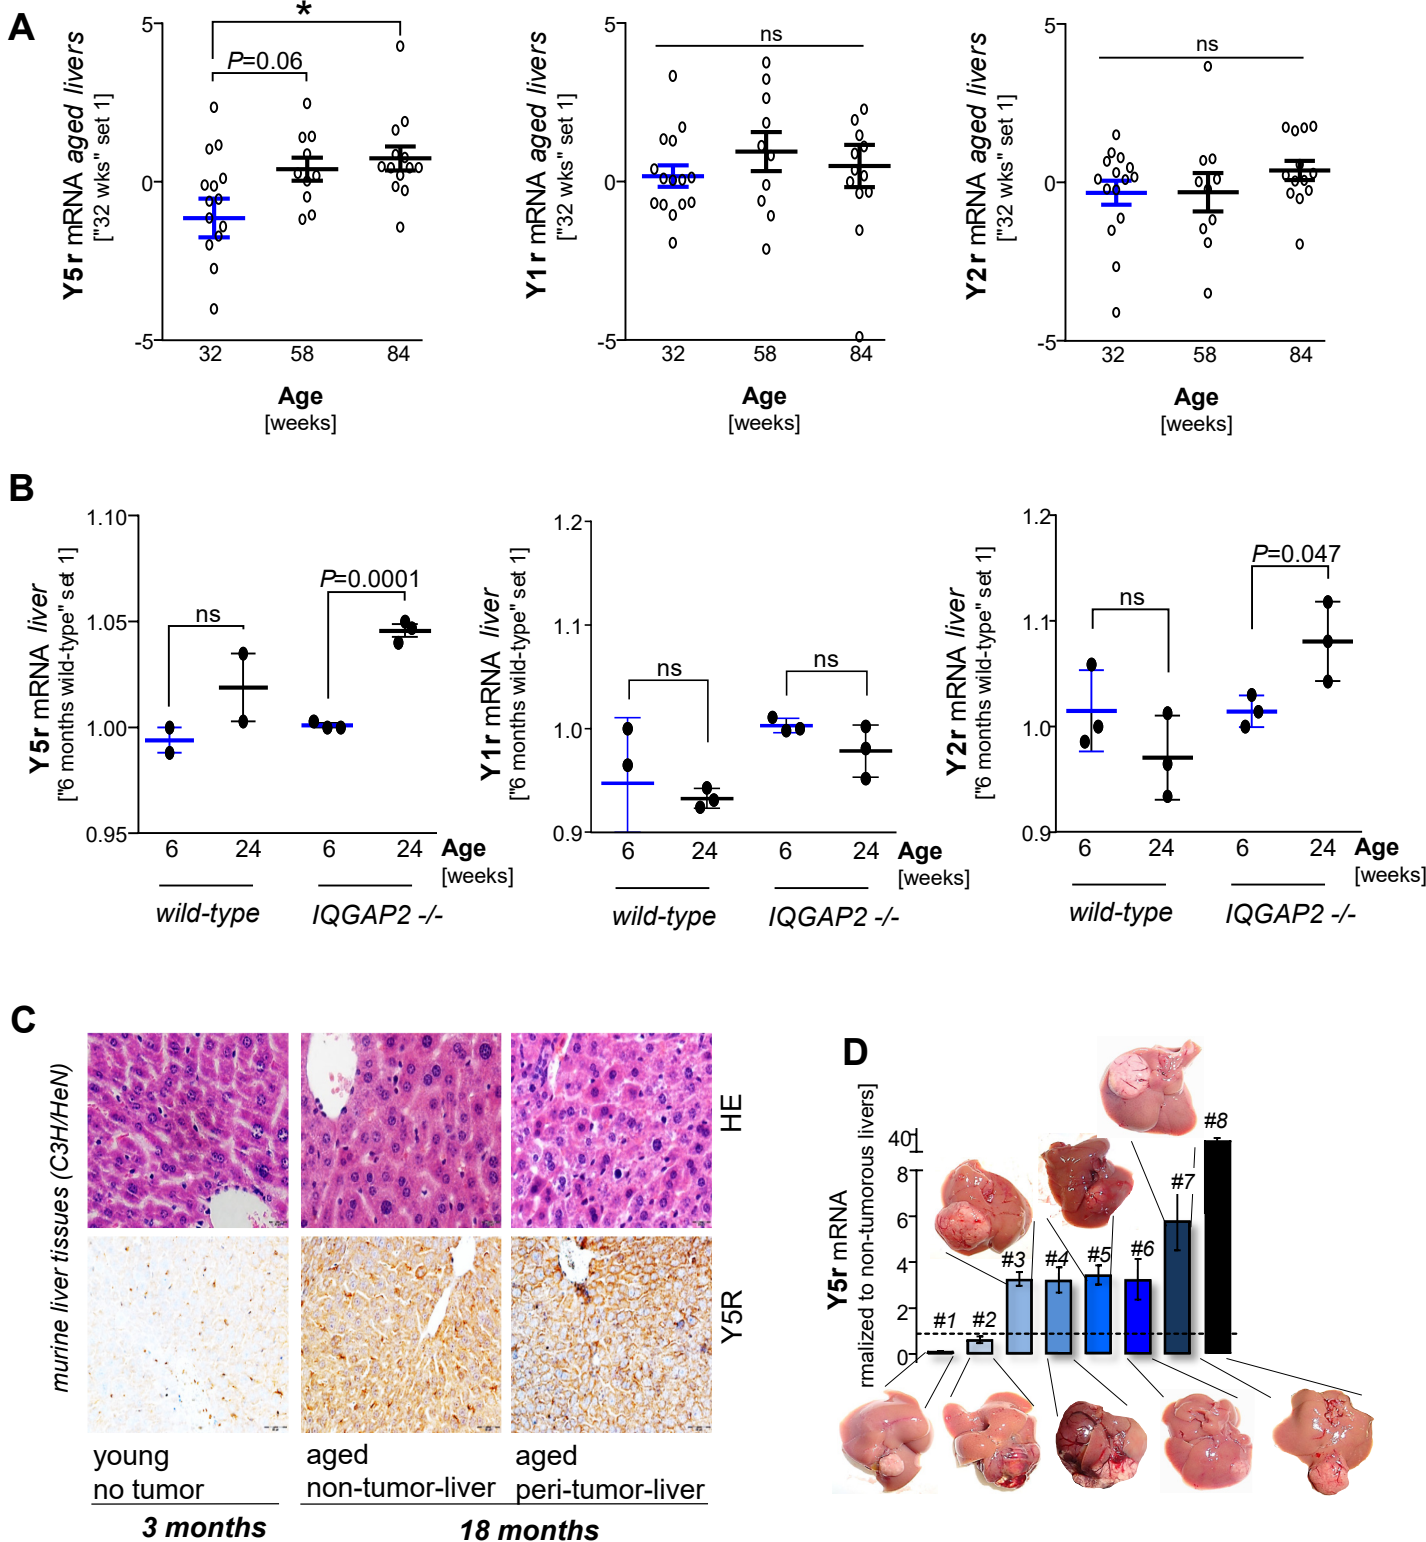 A
Y5r mRNA aged livers
["32 wks" set 1]
5
0
-5
*
P=0.06
32 58 84
Age
[weeks]
Y1r mRNA aged livers
["32 wks" set 1]
5
0
-5
ns
32 58 84
Age
[weeks]
Y2r mRNA aged livers
["32 wks" set 1]
5
0
-5
ns
32 58 84
Age
[weeks]
B
Y5r mRNA liver
["6 months wild-type" set 1]
1.10
1.05
1.00
0.95
ns
P=0.0001
6 24 6 24 Age
[weeks]
wild-type IQGAP2 -/-
Y1r mRNA liver
["6 months wild-type" set 1]
1.2
1.1
1.0
0.9
ns
ns
6 24 6 24 Age
[weeks]
wild-type IQGAP2 -/-
Y2r mRNA liver
["6 months wild-type" set 1]
1.2
1.1
1.0
0.9
ns
P=0.047
6 24 6 24 Age
[weeks]
wild-type IQGAP2 -/-
C
murine liver tissues (C3H/HeN)
HE
Y5R
young
no tumor
aged
non-tumor-liver
aged
peri-tumor-liver
3 months
18 months
D
Y5r mRNA
rmalized to non-tumorous livers]
40
8
6
4
2
0
#1
#2
#3
#4
#5
#6
#7
#8